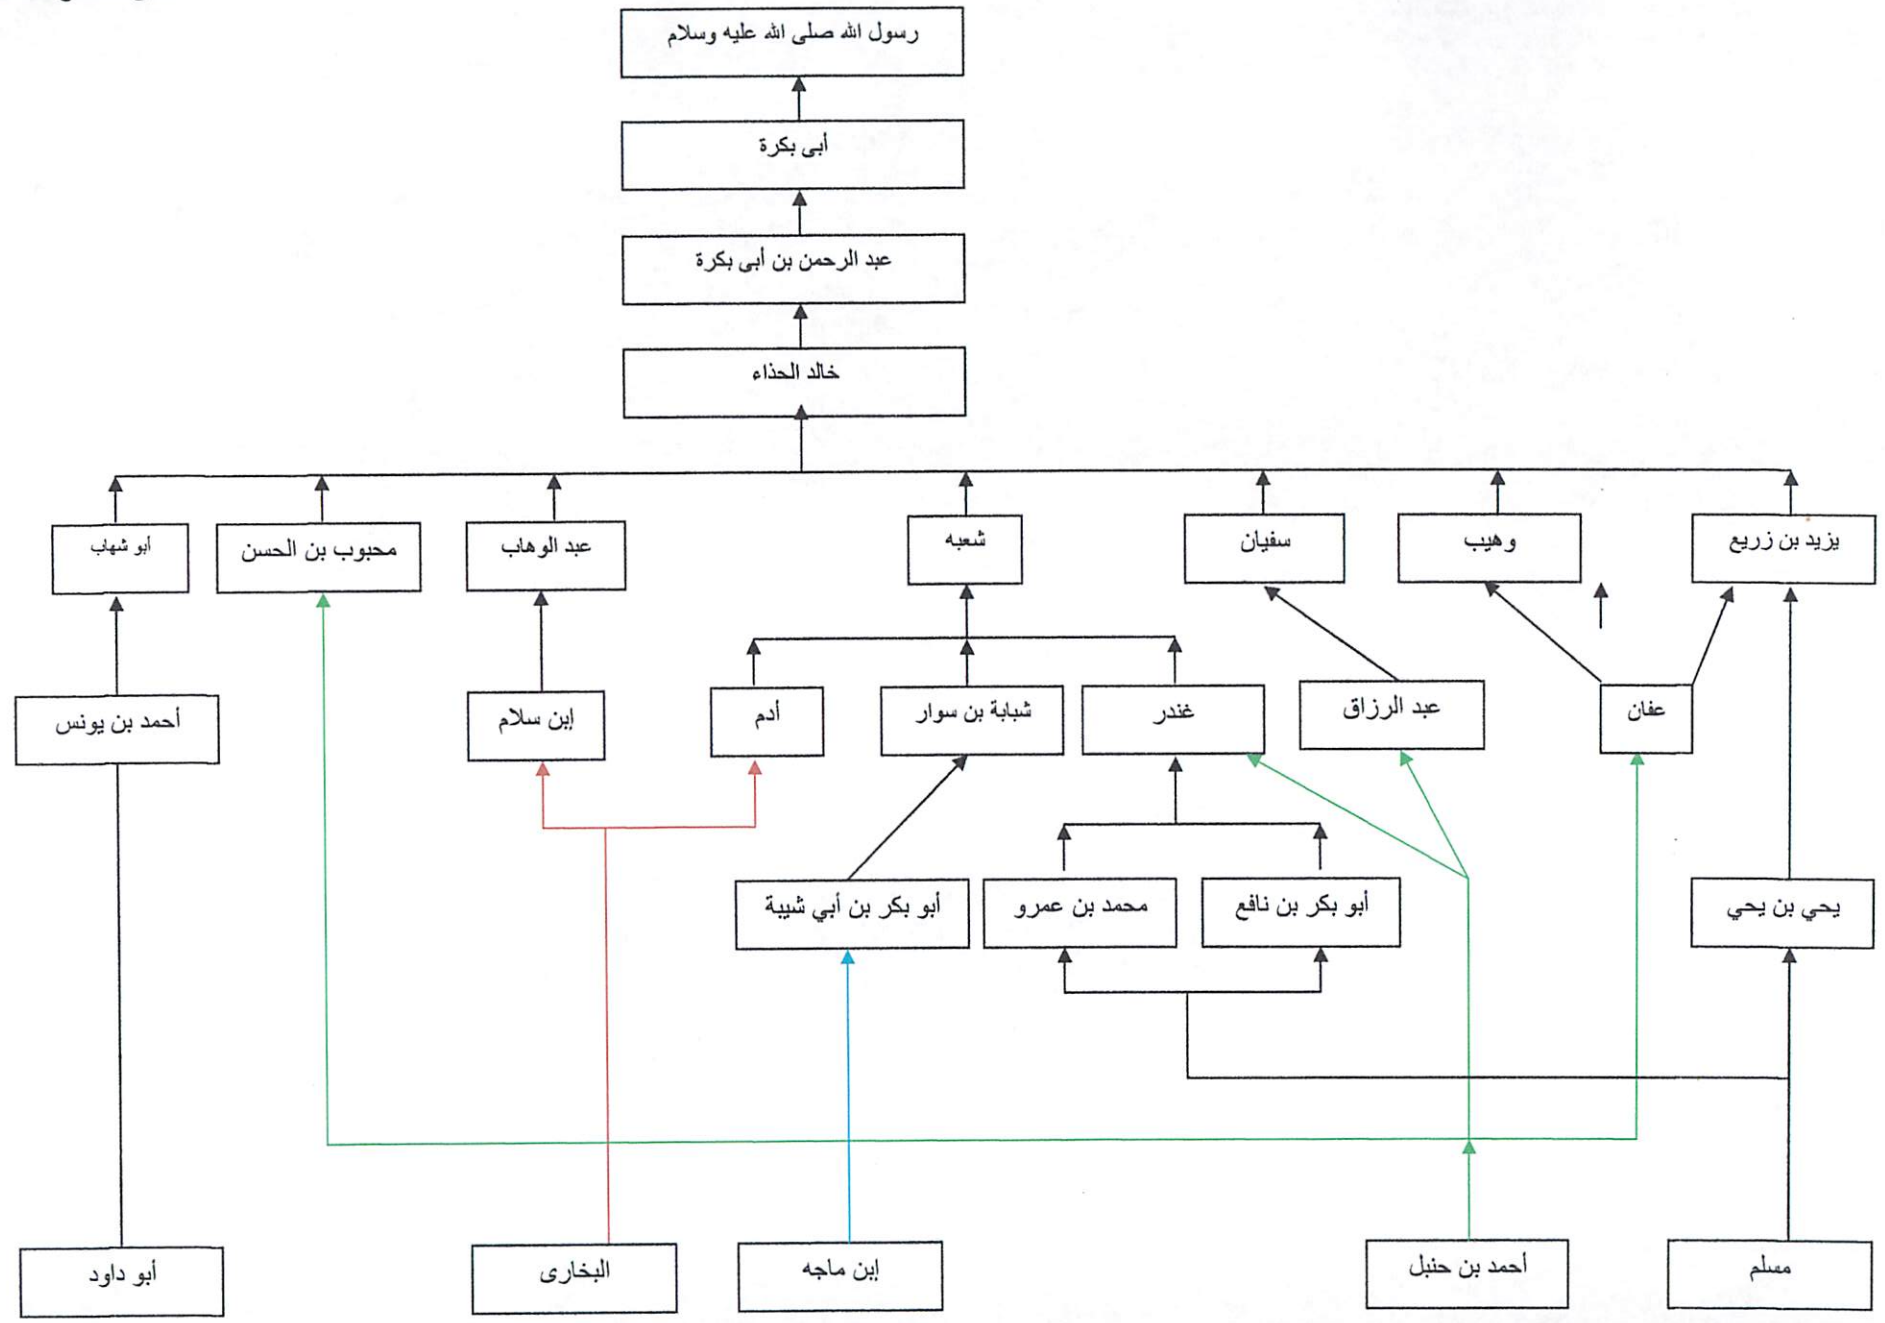 رسول الله صلى الله عليه وسلام
أبى بكرة
عبد الرحمن بن أبى بكرة
خالد الحذاء
يزيد بن زريع
وهيب
سفيان
شعبه
عبد الوهاب
محبوب بن الحسن
أبو شهاب
عفان
عبد الرزاق
غندر
شبابة بن سوار
أدم
إبن سلام
أحمد بن يونس
يحي بن يحي
أبو بكر بن نافع
محمد بن عمرو
أبو بكر بن أبي شيبة
مسلم
أحمد بن حنبل
إبن ماجه
البخارى
أبو داود